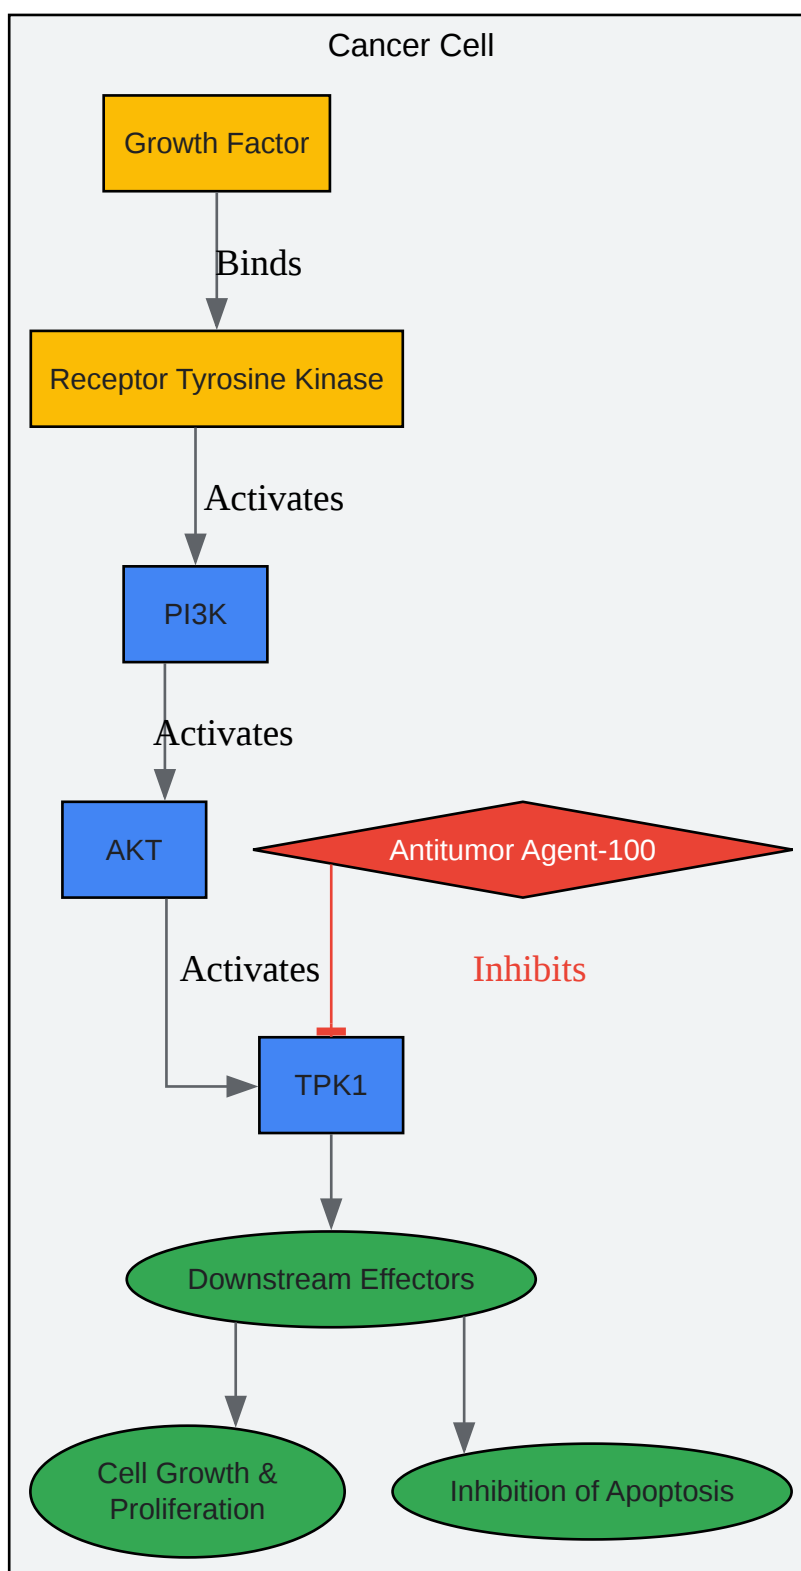 Cancer Cell
Growth Factor
Binds
Receptor Tyrosine Kinase
Activates
PI3K
Activates
AKT
Antitumor Agent-100
Activates
Inhibits
TPK1
Downstream Effectors
Cell Growth &
Proliferation
Inhibition of Apoptosis